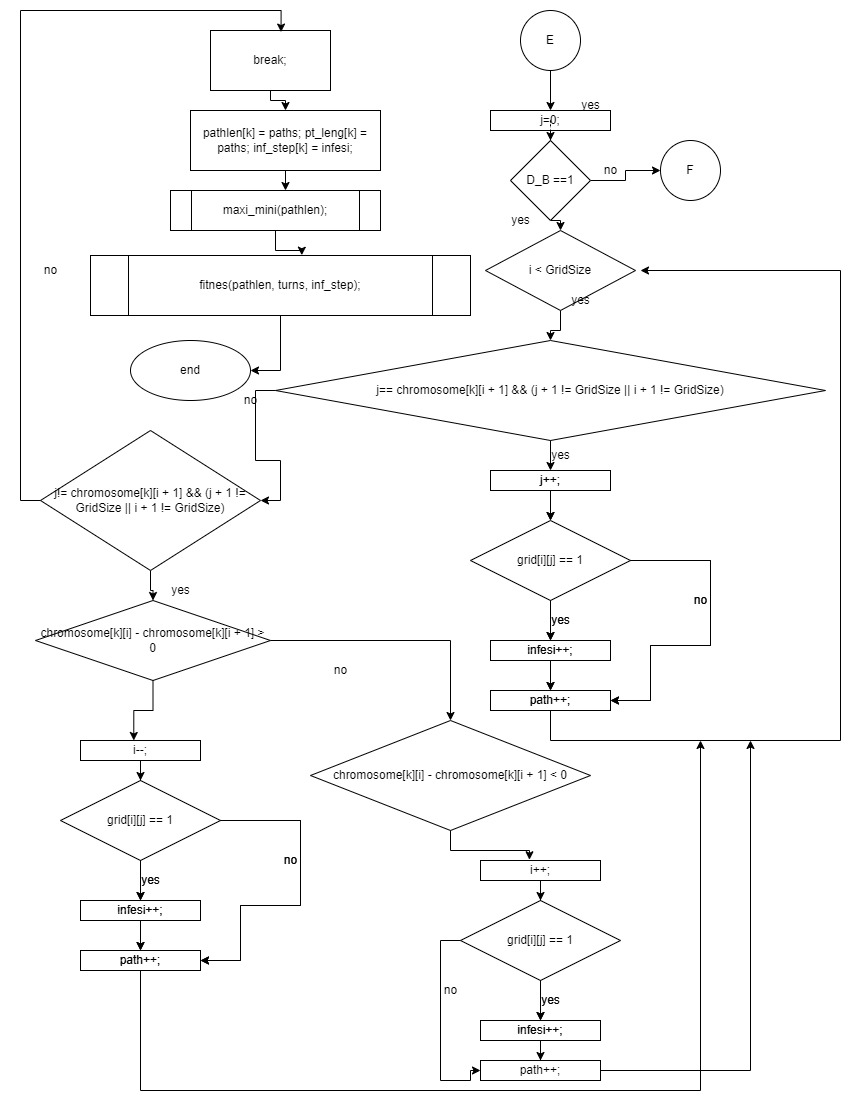 break;
E
yes
j=0;
pathlen[k] = paths; pt_leng[k] =
paths; inf_step[k] = infesi;
D_B ==1
no
F
maxi_mini(pathlen);
yes
no
i < GridSize
fitnes(pathlen, turns, inf_step);
yes
end
no
j== chromosome[k][i + 1] && (j + 1 != GridSize || i + 1 != GridSize)
yes
j++;
j!= chromosome[k][i + 1] && (j + 1 !=
GridSize || i + 1 != GridSize)
grid[i][j] == 1
yes
no
yes
chromosome[k][i] - chromosome[k][i + 1] >
0
infesi++;
no
path++;
i--;
chromosome[k][i] - chromosome[k][i + 1] < 0
grid[i][j] == 1
no
yes
i++;
infesi++;
grid[i][j] == 1
path++;
no
yes
infesi++;
path++;